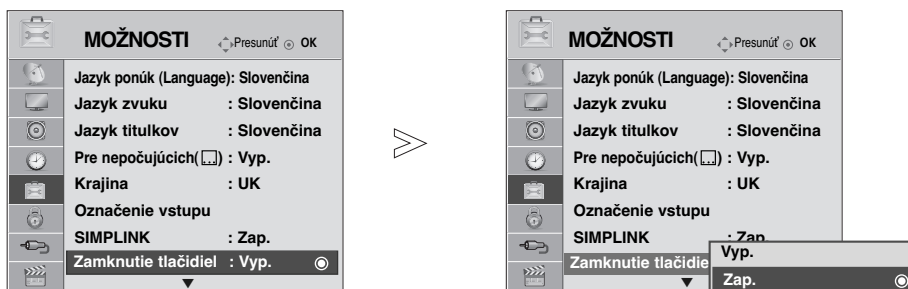 MOŽNOSTI Presunúť OK
Jazyk ponúk (Language): Slovenčina
Jazyk zvuku : Slovenčina
Jazyk titulkov : Slovenčina
Pre nepočujúcich( ) : Vyp.
Krajina : UK
Označenie vstupu
SIMPLINK : Zap.
Zamknutie tlačidiel : Vyp.
MOŽNOSTI Presunúť OK
Jazyk ponúk (Language): Slovenčina
Jazyk zvuku : Slovenčina
Jazyk titulkov : Slovenčina
Pre nepočujúcich( ) : Vyp.
Krajina : UK
Označenie vstupu
SIMPLINK : Zap.
Zamknutie tlačidie
Vyp.
Zap.